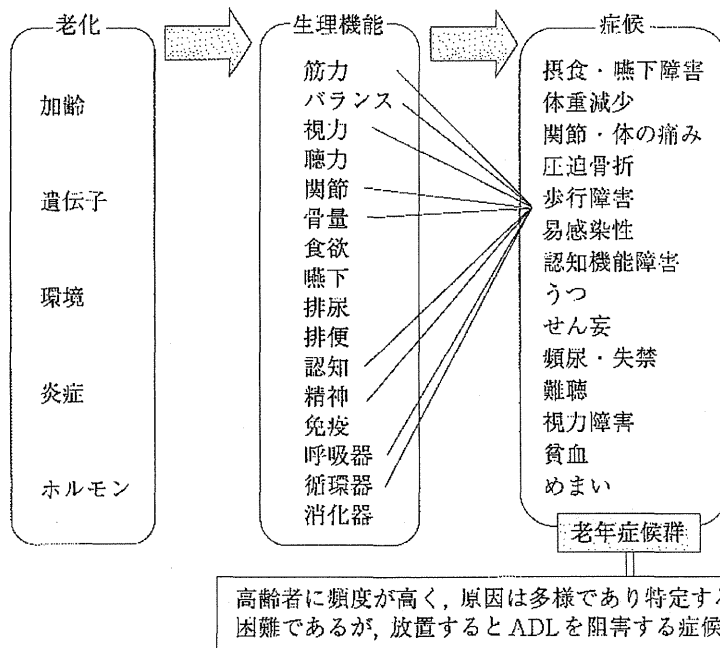 老化
加齢
遺伝子
環境
炎症
ホルモン
生理機能
筋力
バランス
視力
聴力
関節
骨量
食欲
嚥下
排尿
排便
認知
精神
免疫
呼吸器
循環器
消化器
症候
摂食・嚥下障害
体重減少
関節・体の痛み
圧迫骨折
歩行障害
易感染性
認知機能障害
うつ
せん妄
頻尿・失禁
難聴
視力障害
貧血
めまい
老年症候群
高齢者に頻度が高く，原因は多様であり特定する
困難であるが，放置するとADLを阻害する症候